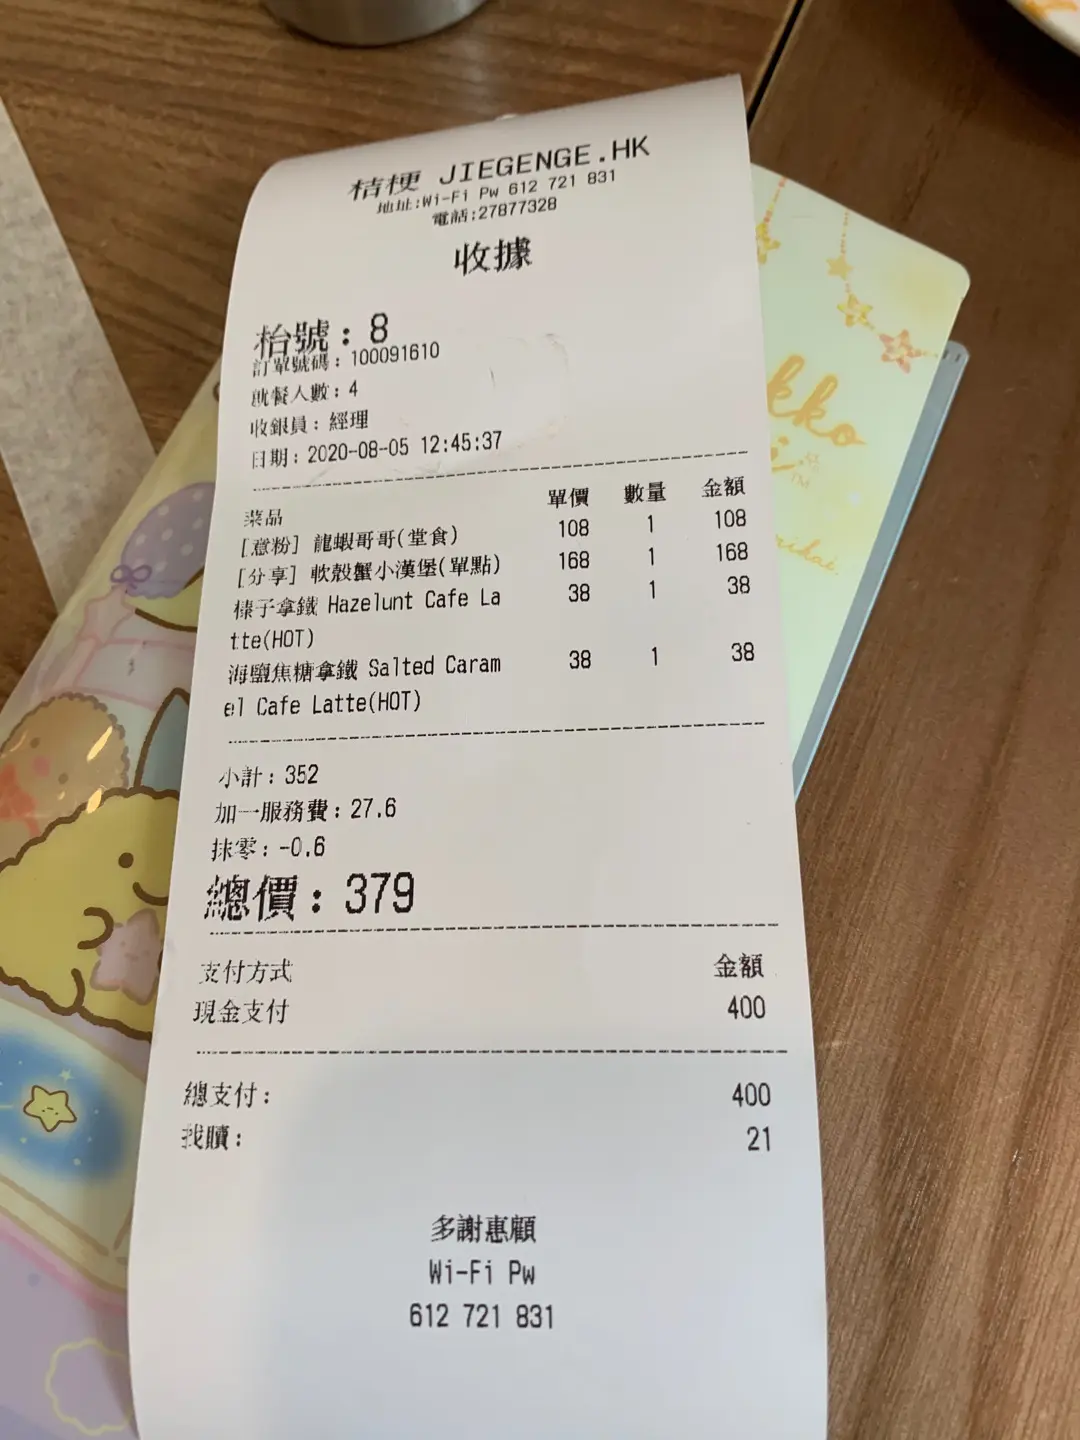 桔梗 JIEGENGE.HK
地址:Wi-Fi Pw 612 721 831
電話:27877328
收據
枱號：8
訂單號碼：100091610
就餐人數：4
收銀員：經理
日期：2020-08-05 12:45:37
菜品 單價 數量 金額
[意粉] 龍蝦哥哥(堂食) 108 1 108
[分享] 軟殼蟹小漢堡(單點) 168 1 168
榛子拿鐵 Hazelunt Cafe La 38 1 38
tte(HOT)
海鹽焦糖拿鐵 Salted Caram 38 1 38
el Cafe Latte(HOT)
小計：352
加一服務費：27.6
抹零：-0.6
總價：379
支付方式 金額
現金支付 400
總支付： 400
找贖： 21
多謝惠顧
Wi-Fi Pw
612 721 831
kko